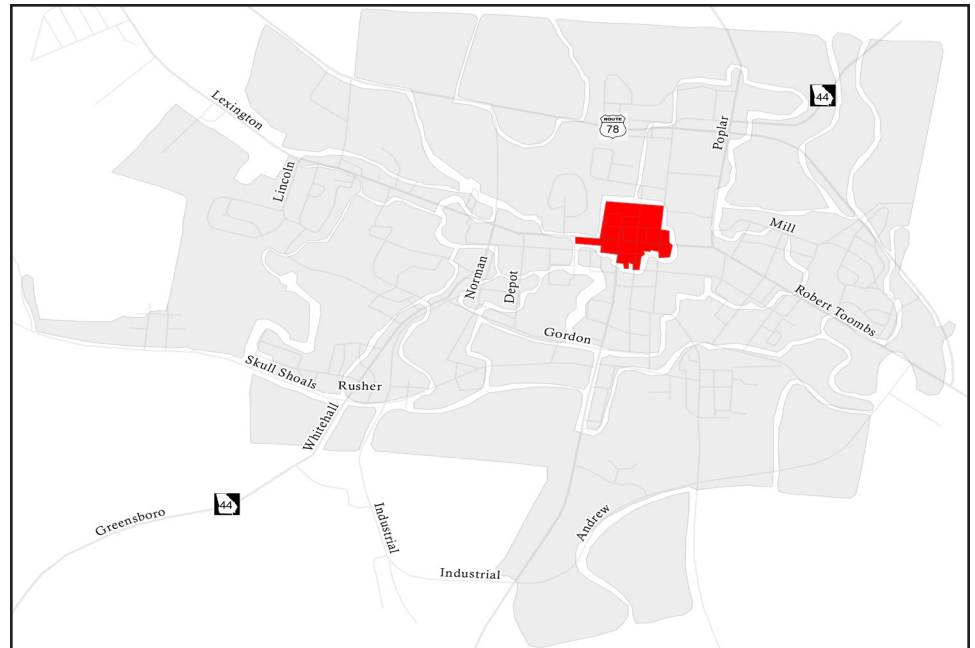 44
Lexington
ROUTE
78
Poplar
Lincoln
Mill
Norman
Depot
Robert Toombs
Gordon
Skull Shoals
Rusher
Whitehall
44
Greensboro
Industrial
Andrew
Industrial